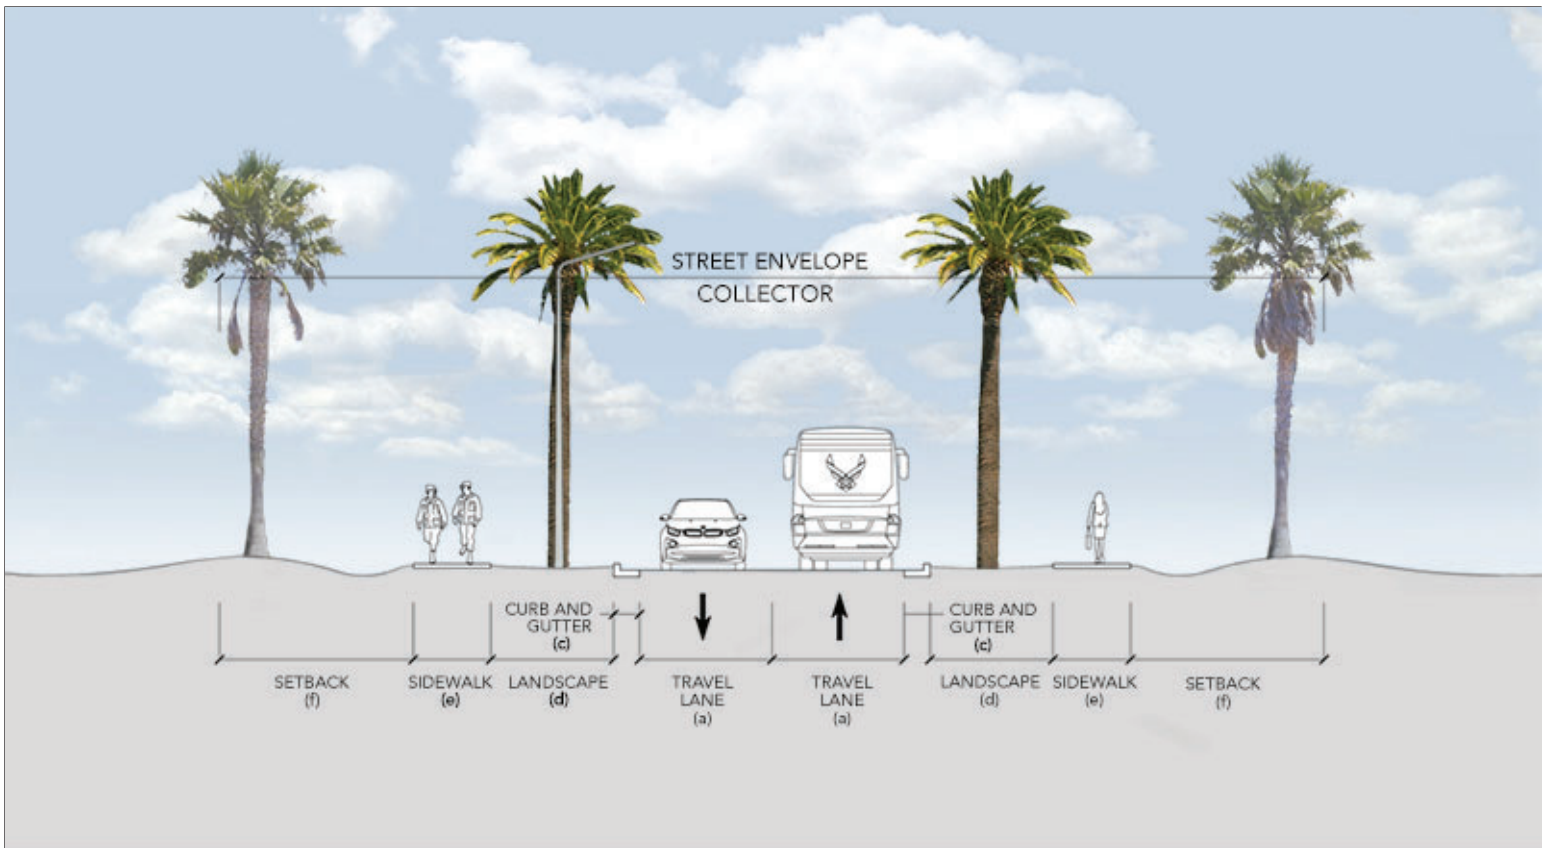 STREET ENVELOPE
COLLECTOR
CURB AND
GUTTER
(c)
CURB AND
GUTTER
(c)
SETBACK
(f)
SIDEWALK
(e)
LANDSCAPE
(d)
TRAVEL
LANE
(a)
TRAVEL
LANE
(a)
LANDSCAPE
(d)
SIDEWALK
(e)
SETBACK
(f)